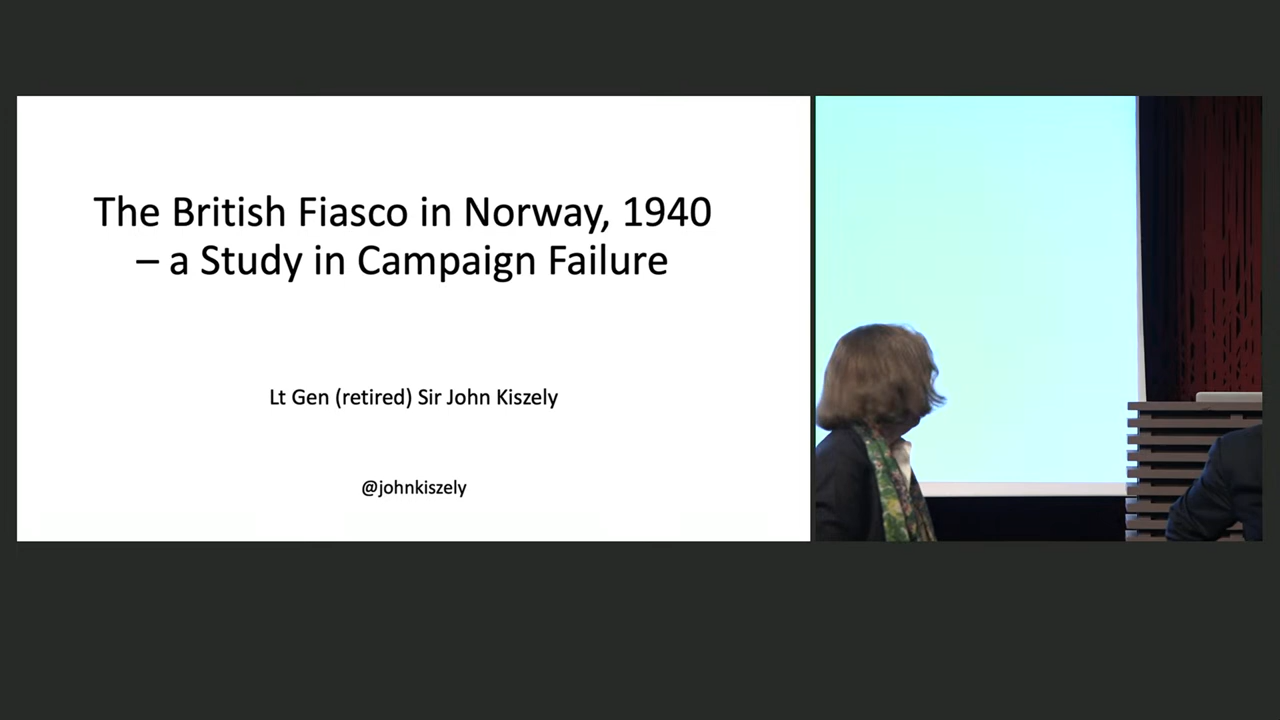 The British Fiasco in Norway, 1940
– a Study in Campaign Failure
Lt Gen (retired) Sir John Kiszely
@johnkiszely